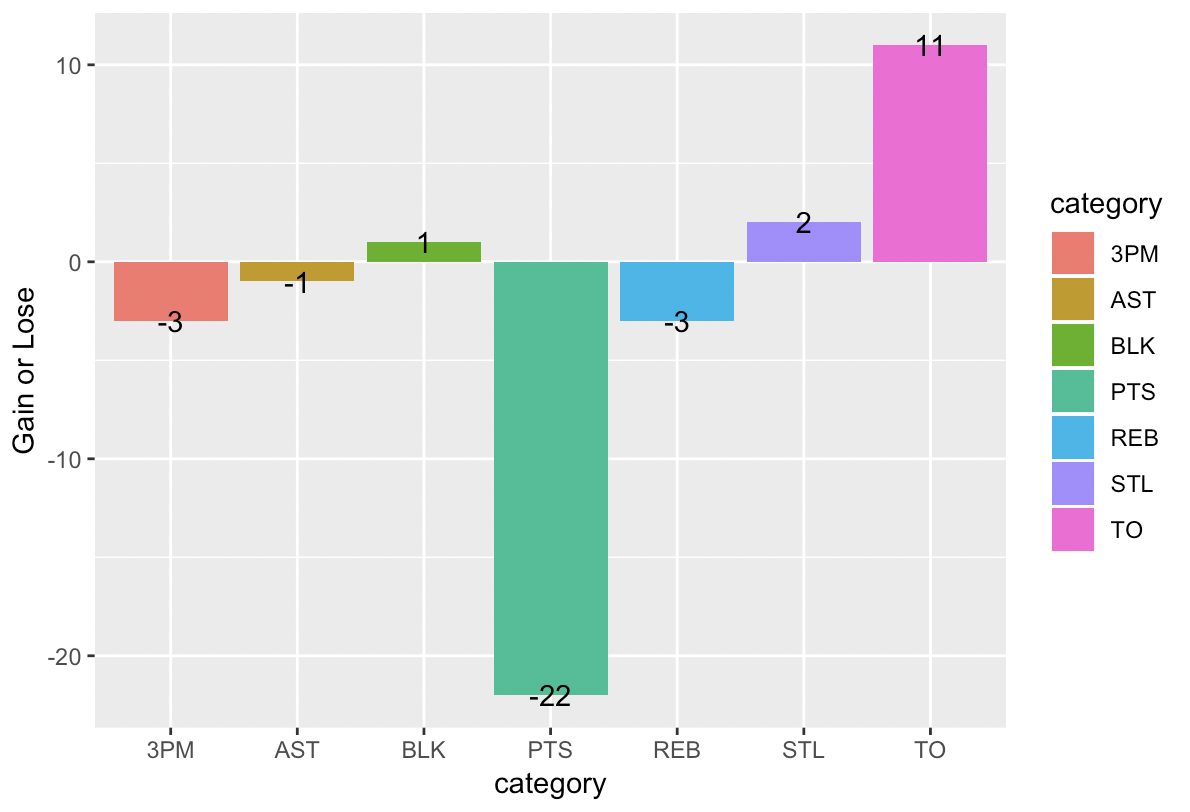 11
10
2
1
0
-1
-3
-3
-10
-20
-22
Gain or Lose
3PM AST BLK PTS REB STL TO
category
category
3PM
AST
BLK
PTS
REB
STL
TO